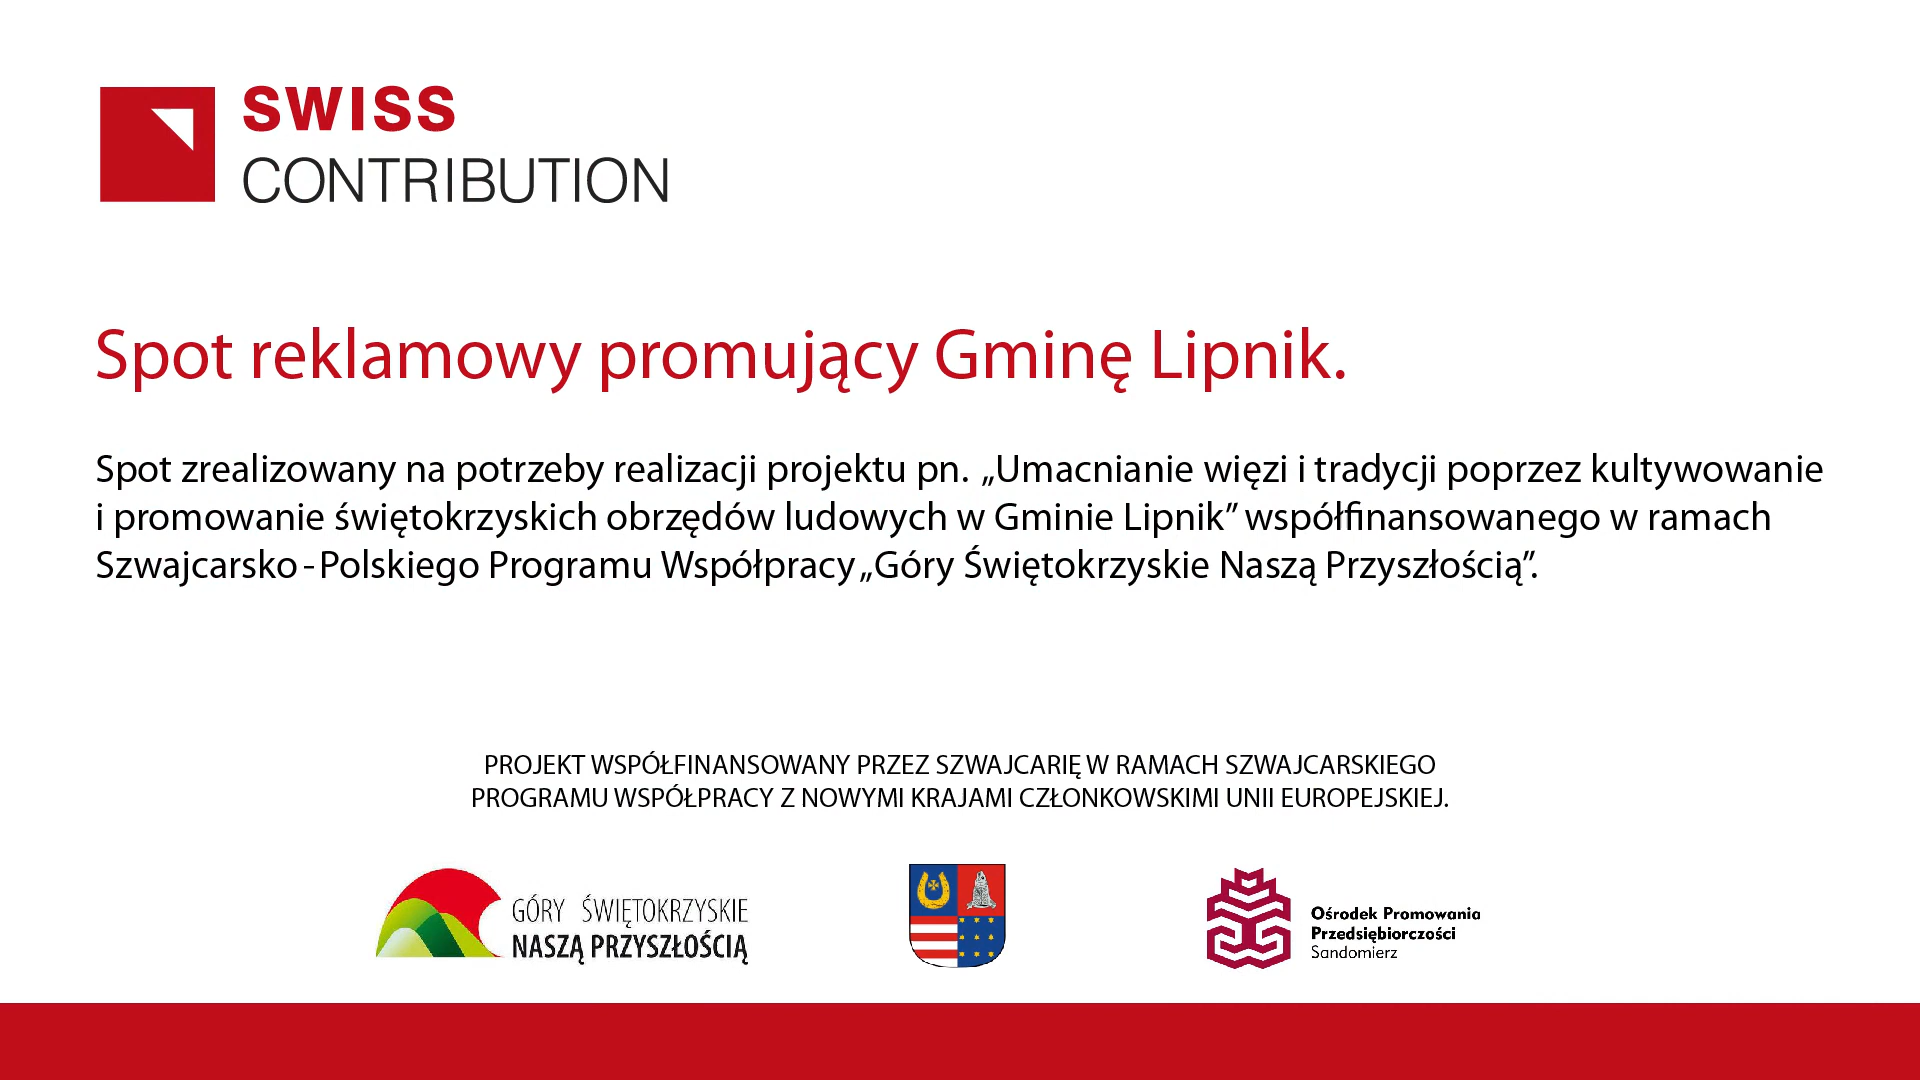 SWISS
CONTRIBUTION
Spot reklamowy promujący Gminę Lipnik.
Spot zrealizowany na potrzeby realizacji projektu pn. „Umacnianie więzi i tradycji poprzez kultywowanie
i promowanie świętokrzyskich obrzędów ludowych w Gminie Lipnik” współfinansowanego w ramach
Szwajcarsko-Polskiego Programu Współpracy „Góry Świętokrzyskie Naszą Przyszłością”.
PROJEKT WSPÓŁFINANSOWANY PRZEZ SZWAJCARIĘ W RAMACH SZWAJCARSKIEGO
PROGRAMU WSPÓŁPRACY Z NOWYMI KRAJAMI CZŁONKOWSKIMI UNII EUROPEJSKIEJ.
GÓRY ŚWIĘTOKRZYSKIE
NASZĄ PRZYSZŁOŚCIĄ
Ośrodek Promowania
Przedsiębiorczości
Sandomierz